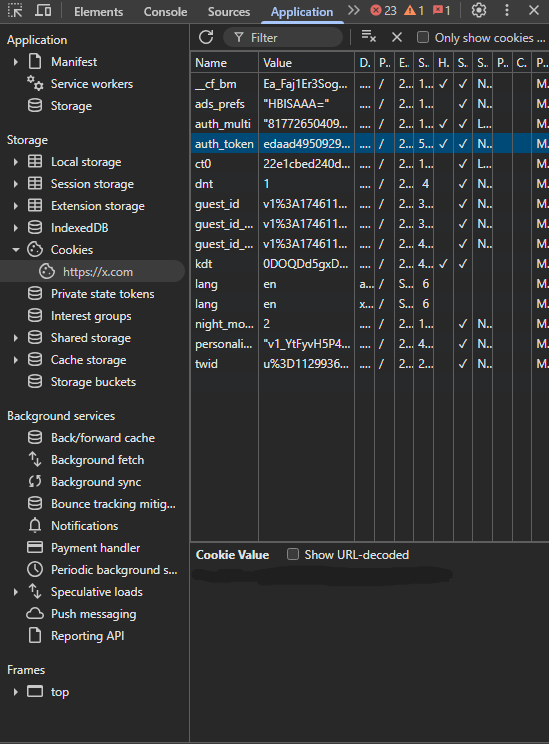 Elements Console Sources Application 23 1 1
Application
Manifest
Service workers
Storage
Storage
Local storage
Session storage
Extension storage
IndexedDB
Cookies
https://x.com
Private state tokens
Interest groups
Shared storage
Cache storage
Storage buckets
Background services
Back/forward cache
Background fetch
Background sync
Bounce tracking mitig...
Notifications
Payment handler
Periodic background s...
Speculative loads
Push messaging
Reporting API
Frames
top
Filter Only show cookies ...
Name Value D. P.. E.. S.. H. S.. S.. P.. C. P..
__cf_bm Ea_Faj1Er3Sog... .... / 2... 1... ✓ ✓ N... M.
ads_prefs "HBISAAA=" .... / 2... 1... ✓ N... M.
auth_multi "81772650409... .... / 2... 1... ✓ ✓ L... M.
auth_token edaad4950929... .... / 2... 5... ✓ ✓ N... M.
ct0 22e1cbed240d... .... / 2... 1... ✓ L... M.
dnt 1 .... / 2... 4 ✓ N... M.
guest_id v1%3A174611... .... / 2... 3... ✓ N... M.
guest_id_... v1%3A174611... .... / 2... 3... ✓ N... M.
guest_id_... v1%3A174611... .... / 2... 4... ✓ N... M.
kdt 0DOQDd5gxD... .... / 2... 4... ✓ ✓ M.
lang en a... / S... 6 M.
lang en x... / S... 6 M.
night_mo... 2 .... / 2... 1... ✓ N... M.
personali... "v1_YtFyvH5P4... .... / 2... 4... ✓ N... M.
twid u%3D1129936... .... / 2... 2... ✓ N... M.
Cookie Value Show URL-decoded